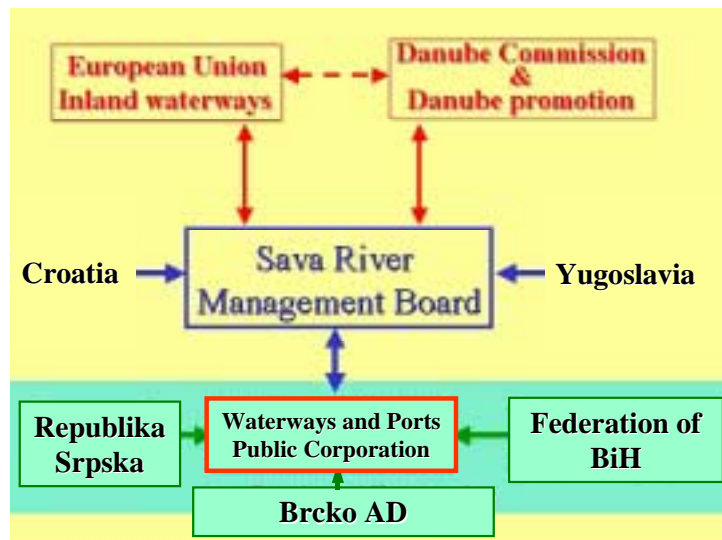 European Union
Inland waterways
Danube Commission
&
Danube promotion
Croatia
Sava River
Management Board
Yugoslavia
Republika
Srpska
Waterways and Ports
Public Corporation
Federation of
BiH
Brcko AD